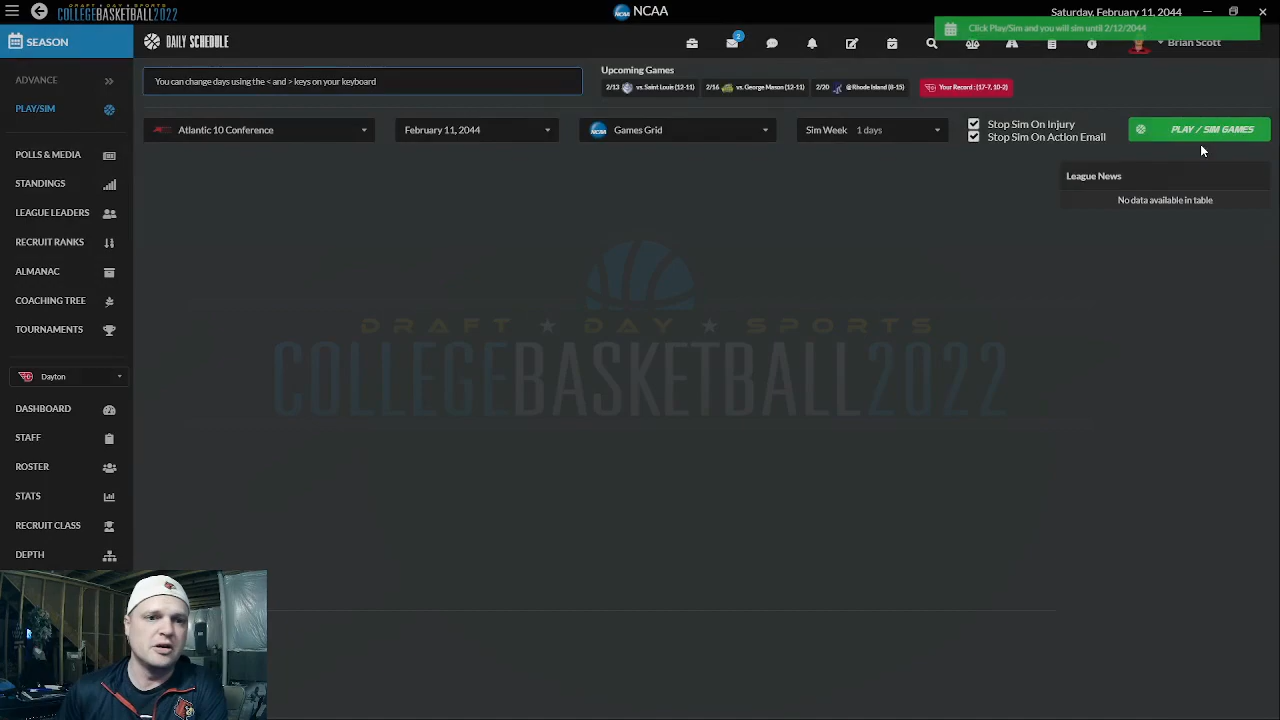 DRAFT DAY SPORTS
COLLEGEBASKETBALL2022
NCAA
Saturday, February 11, 2044
SEASON
DAILY SCHEDULE
2
Click Play/Sim and you will sim until 2/12/2044
Brian Scott
ADVANCE
PLAY/SIM
You can change days using the < and > keys on your keyboard
Upcoming Games
2/13 vs. Saint Louis (12-11)
2/16 vs. George Mason (12-11)
2/20 @Rhode Island (8-15)
Your Record : (17-7, 10-2)
Atlantic 10 Conference
February 11, 2044
NCAA
Games Grid
Sim Week 1 days
Stop Sim On Injury
Stop Sim On Action Email
PLAY / SIM GAMES
League News
No data available in table
POLLS & MEDIA
STANDINGS
LEAGUE LEADERS
RECRUIT RANKS
ALMANAC
COACHING TREE
TOURNAMENTS
Dayton
DASHBOARD
STAFF
ROSTER
STATS
RECRUIT CLASS
DEPTH
DRAFT ★ DAY ★ SPORTS
COLLEGEBASKETBALL2022